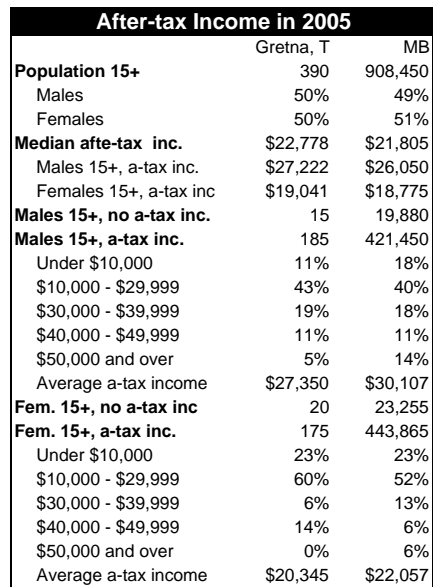 After-tax Income in 2005
Gretna, T MB
Population 15+ 390 908,450
Males 50% 49%
Females 50% 51%
Median afte-tax inc. $22,778 $21,805
Males 15+, a-tax inc. $27,222 $26,050
Females 15+, a-tax inc $19,041 $18,775
Males 15+, no a-tax inc. 15 19,880
Males 15+, a-tax inc. 185 421,450
Under $10,000 11% 18%
$10,000 - $29,999 43% 40%
$30,000 - $39,999 19% 18%
$40,000 - $49,999 11% 11%
$50,000 and over 5% 14%
Average a-tax income $27,350 $30,107
Fem. 15+, no a-tax inc 20 23,255
Fem. 15+, a-tax inc. 175 443,865
Under $10,000 23% 23%
$10,000 - $29,999 60% 52%
$30,000 - $39,999 6% 13%
$40,000 - $49,999 14% 6%
$50,000 and over 0% 6%
Average a-tax income $20,345 $22,057